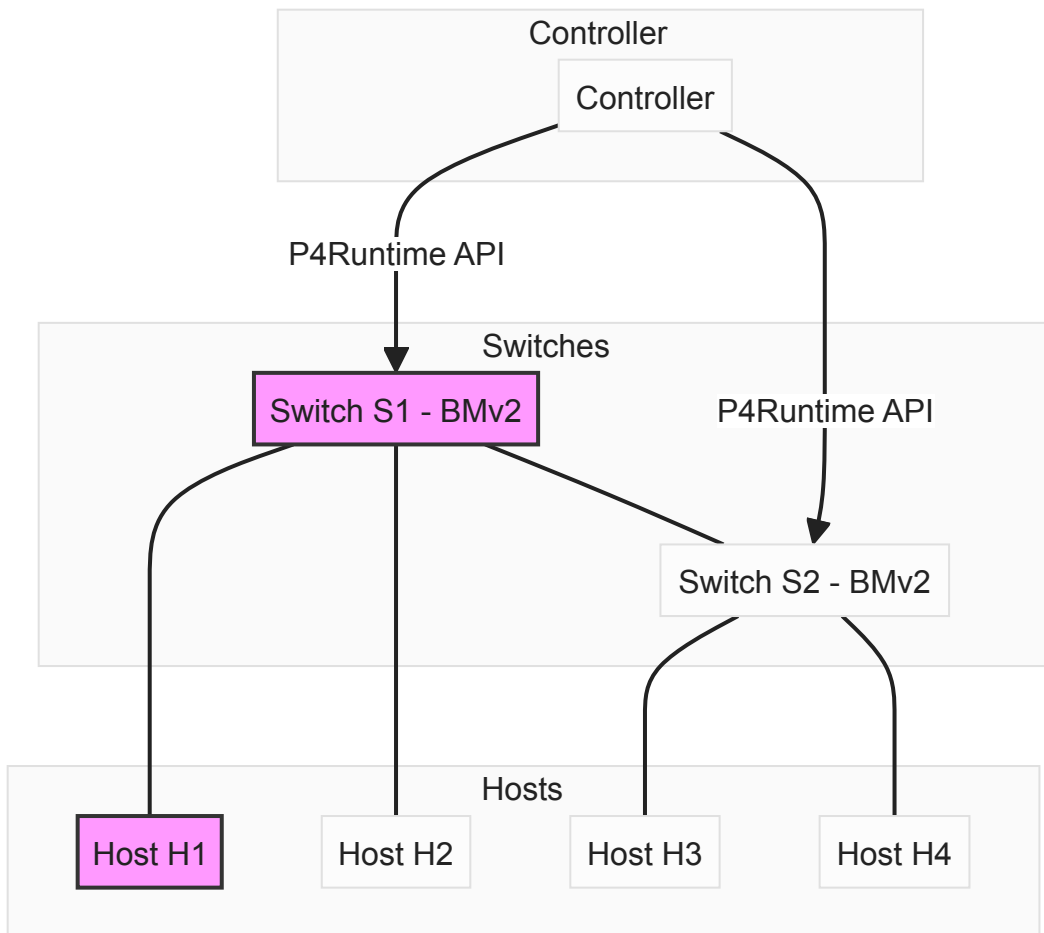 Controller
Controller
P4Runtime API
Switches
Switch S1 - BMv2
P4Runtime API
Switch S2 - BMv2
Hosts
Host H1
Host H2
Host H3
Host H4